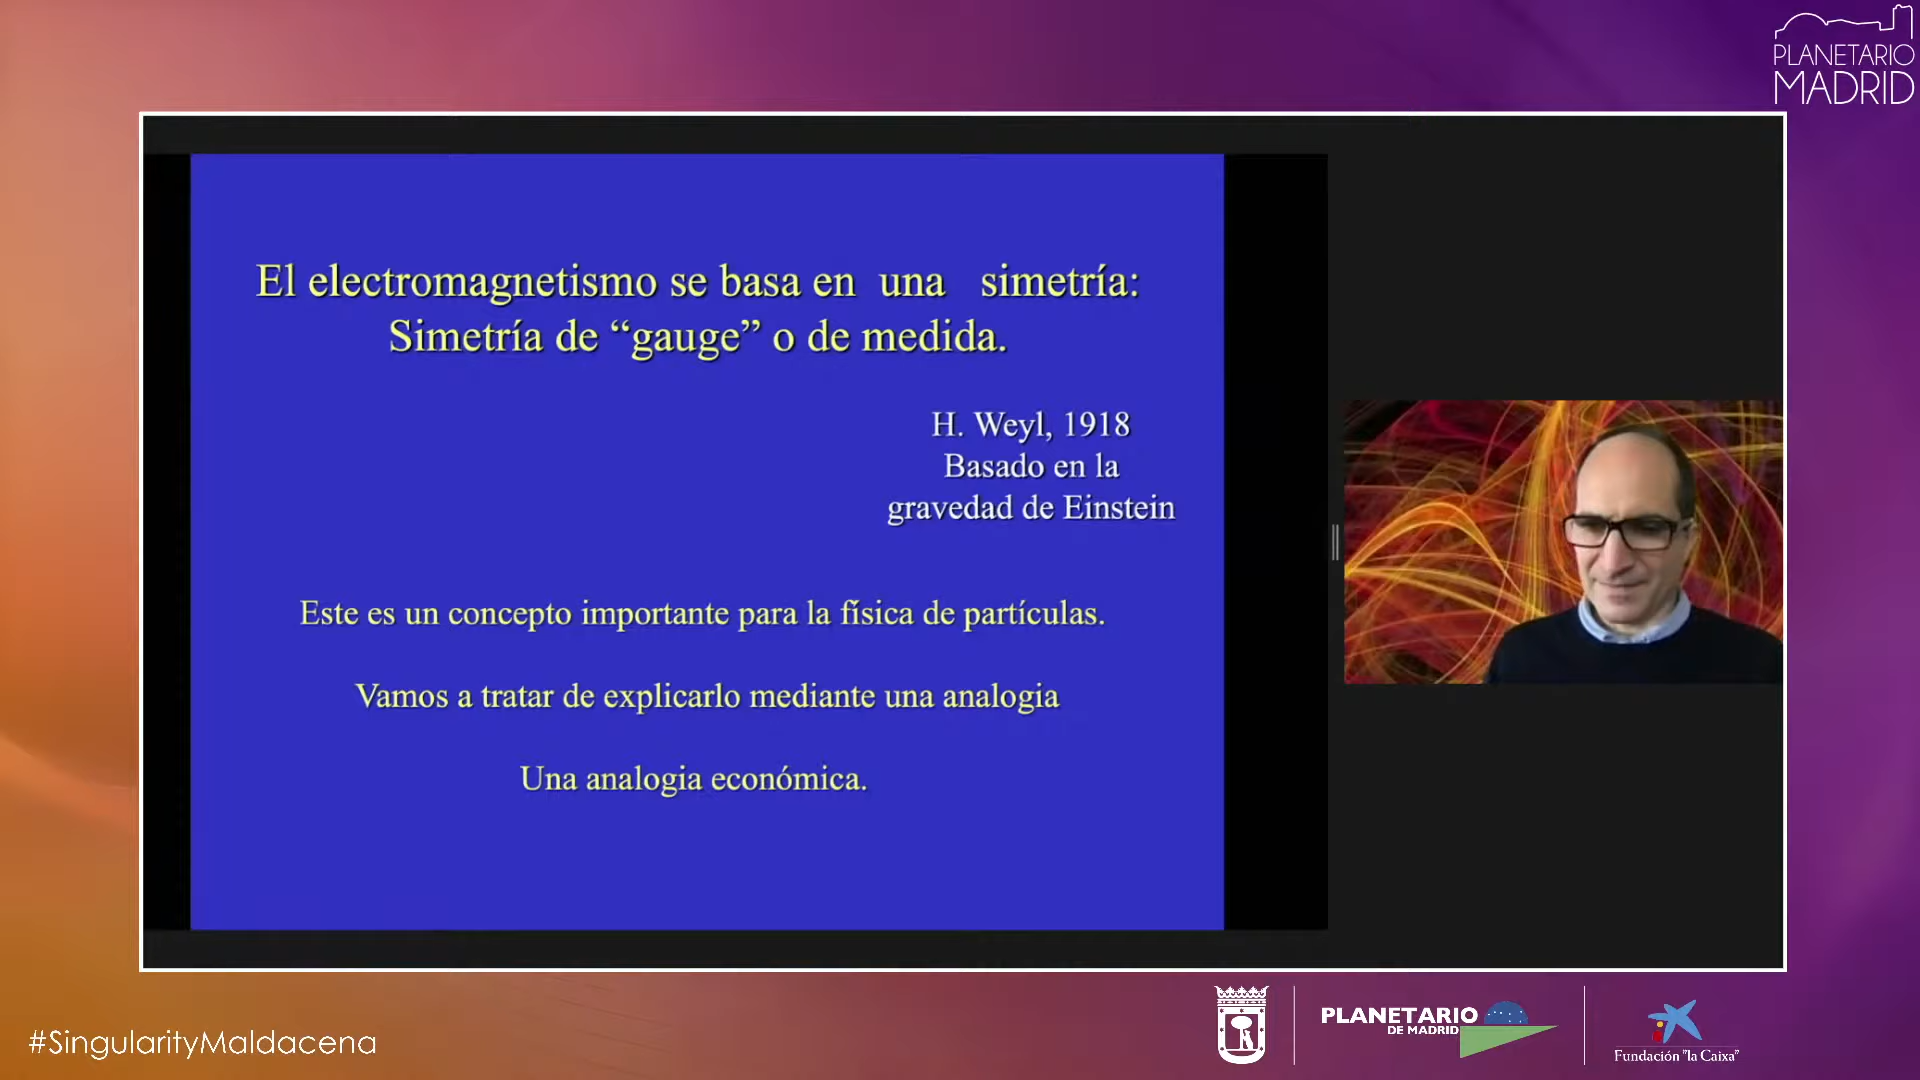 PLANETARIO
MADRID
El electromagnetismo se basa en una simetría:
Simetría de “gauge” o de medida.
H. Weyl, 1918
Basado en la
gravedad de Einstein
Este es un concepto importante para la física de partículas.
Vamos a tratar de explicarlo mediante una analogia
Una analogia económica.
#SingularityMaldacena
PLANETARIO
DE MADRID
Fundación "la Caixa"